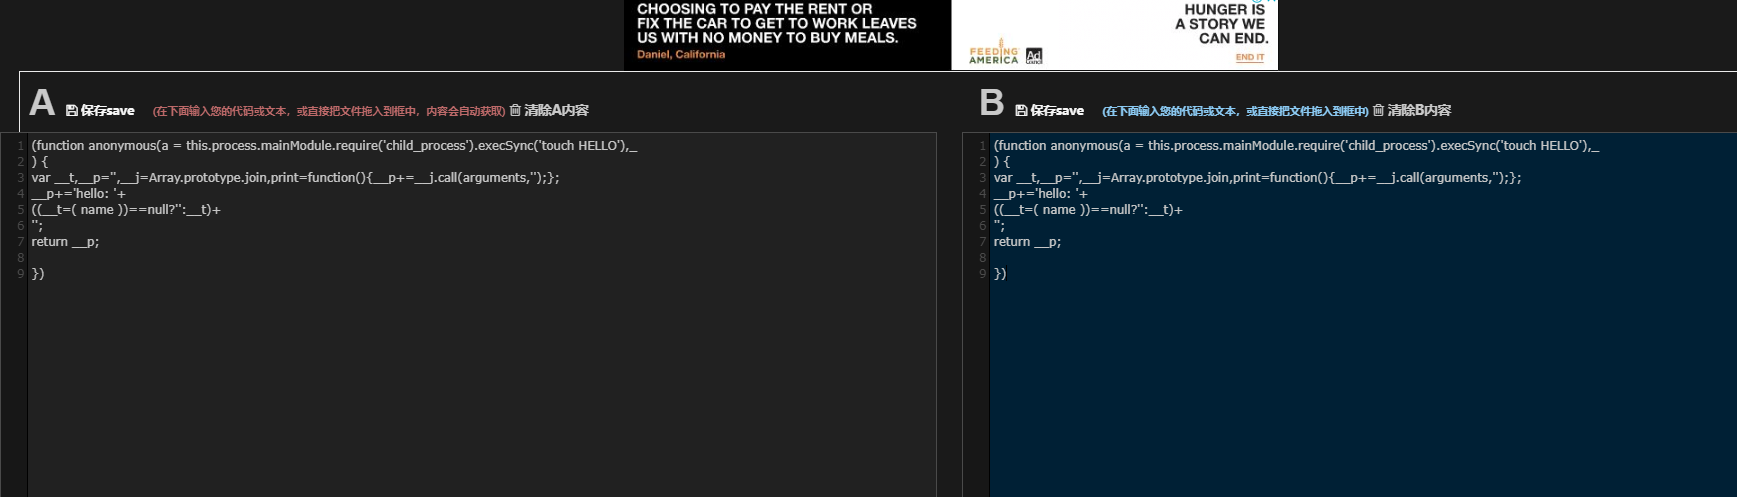 CHOOSING TO PAY THE RENT OR
FIX THE CAR TO GET TO WORK LEAVES
US WITH NO MONEY TO BUY MEALS.
Daniel, California
HUNGER IS
A STORY WE
CAN END.
FEEDING
AMERICA
Ad
Council
END IT
A 保存save (在下面输入您的代码或文本，或直接把文件拖入到框中，内容会自动获取) 清除A内容
1 (function anonymous(a = this.process.mainModule.require('child_process').execSync('touch HELLO'),_
2 ) {
3 var __t,__p='',__j=Array.prototype.join,print=function(){__p+=__j.call(arguments,'');};
4 __p+='hello: '+
5 ((__t=( name ))==null?'':__t)+
6 '';
7 return __p;
8
9 })
B 保存save (在下面输入您的代码或文本，或直接把文件拖入到框中) 清除B内容
1 (function anonymous(a = this.process.mainModule.require('child_process').execSync('touch HELLO'),_
2 ) {
3 var __t,__p='',__j=Array.prototype.join,print=function(){__p+=__j.call(arguments,'');};
4 __p+='hello: '+
5 ((__t=( name ))==null?'':__t)+
6 '';
7 return __p;
8
9 })